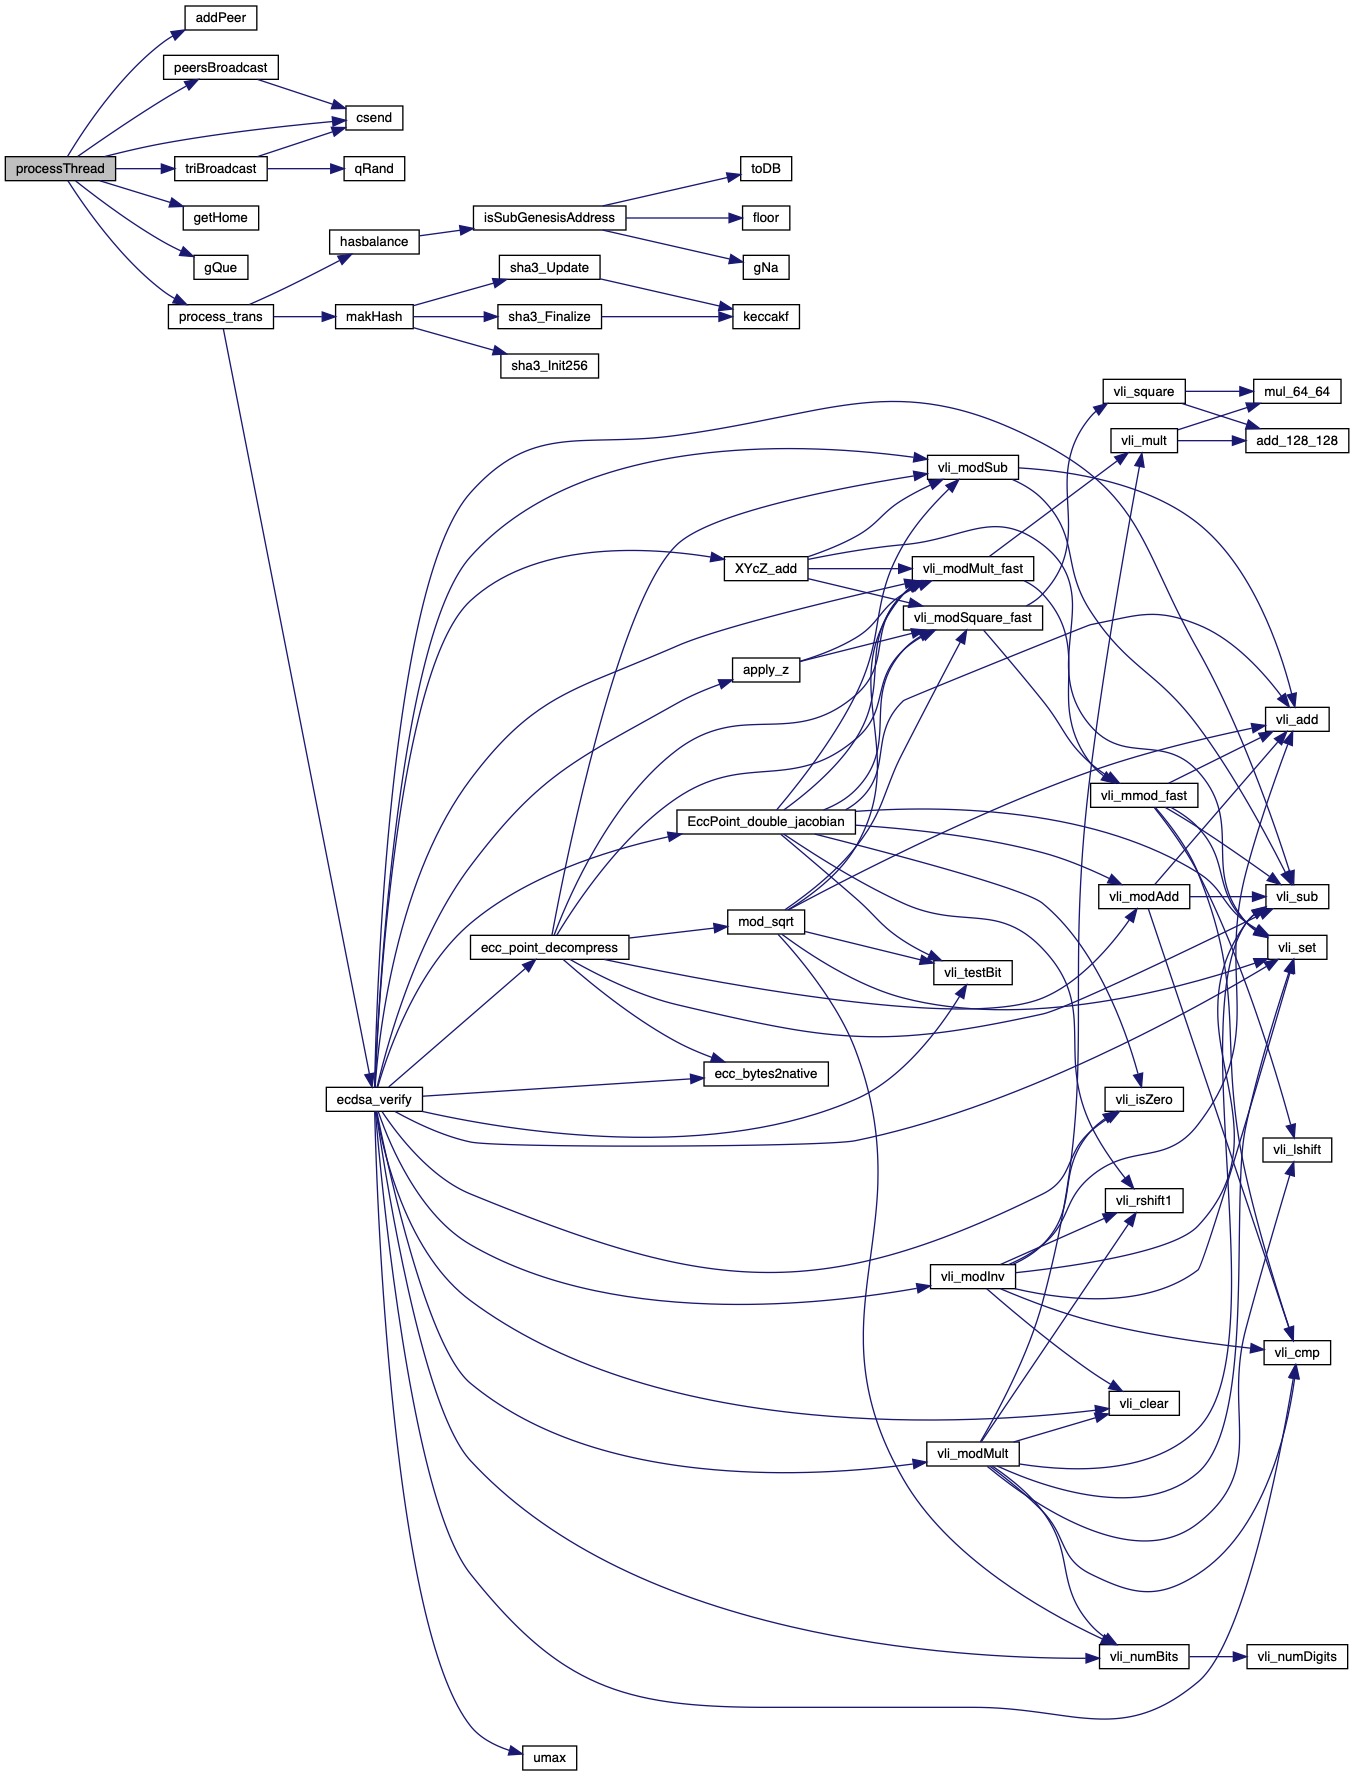 addPeer
peersBroadcast
csend
processThread
triBroadcast
qRand
toDB
getHome
isSubGenesisAddress
floor
hasbalance
gQue
sha3_Update
gNa
process_trans
makHash
sha3_Finalize
keccakf
sha3_Init256
vli_square
mul_64_64
vli_mult
add_128_128
vli_modSub
XYcZ_add
vli_modMult_fast
vli_modSquare_fast
apply_z
vli_add
vli_mmod_fast
EccPoint_double_jacobian
vli_modAdd
vli_sub
mod_sqrt
ecc_point_decompress
vli_set
vli_testBit
ecc_bytes2native
ecdsa_verify
vli_isZero
vli_lshift
vli_rshift1
vli_modInv
vli_cmp
vli_clear
vli_modMult
vli_numBits
vli_numDigits
umax